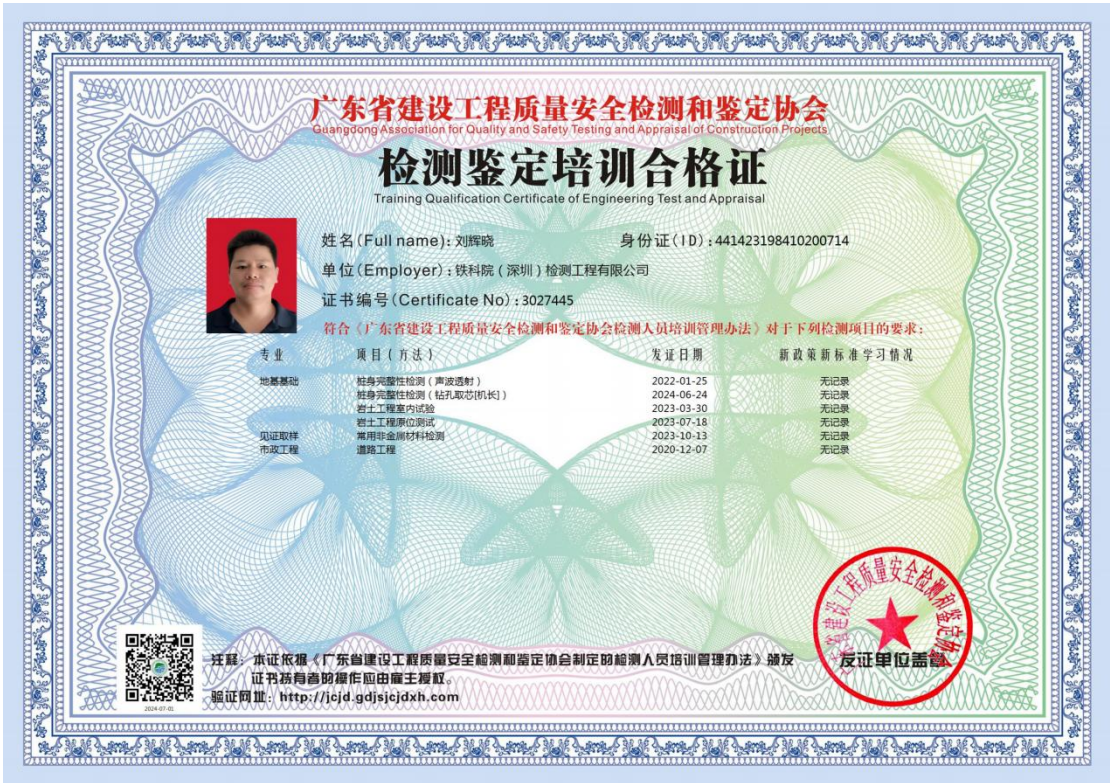 广东省建设工程质量安全检测和鉴定协会
Guangdong Association for Quality and Safety Testing and Appraisal of Construction Projects
检测鉴定培训合格证
Training Qualification Certificate of Engineering Test and Appraisal
姓名(Full name): 刘辉晓 身份证(ID): 441423198410200714
单位(Employer): 铁科院（深圳）检测工程有限公司
证书编号(Certificate No): 3027445
符合《广东省建设工程质量安全检测和鉴定协会检测人员培训管理办法》对于下列检测项目的要求:
专业 项目(方法) 发证日期 新政策新标准学习情况
地基基础 桩身完整性检测（声波透射） 2022-01-25 无记录
桩身完整性检测（钻孔取芯[机长]） 2024-06-24 无记录
岩土工程室内试验 2023-03-30 无记录
岩土工程原位测试 2023-07-18 无记录
见证取样 常用非金属材料检测 2023-10-13 无记录
市政工程 道路工程 2020-12-07 无记录
广东省建设工程质量安全检测和鉴定协会
发证单位盖章
注释: 本证依据《广东省建设工程质量安全检测和鉴定协会制定的检测人员培训管理办法》颁发
证书持有者的操作应由雇主授权。
验证网址: http://jcjd.gdjsjcjdxh.com
2024-07-01